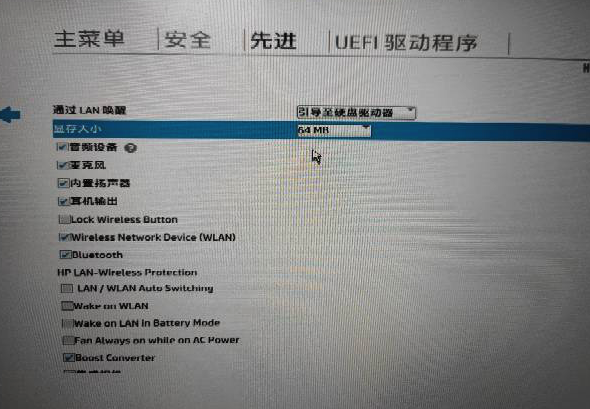 主菜单 安全 先进 UEFI 驱动程序
通过 LAN 唤醒 引导至硬盘驱动器
显存大小 64 MB
音频设备 ?
麦克风
内置扬声器
耳机输出
Lock Wireless Button
Wireless Network Device (WLAN)
Bluetooth
HP LAN-Wireless Protection
LAN / WLAN Auto Switching
Wake on WLAN
Wake on LAN in Battery Mode
Fan Always on while on AC Power
Boost Converter